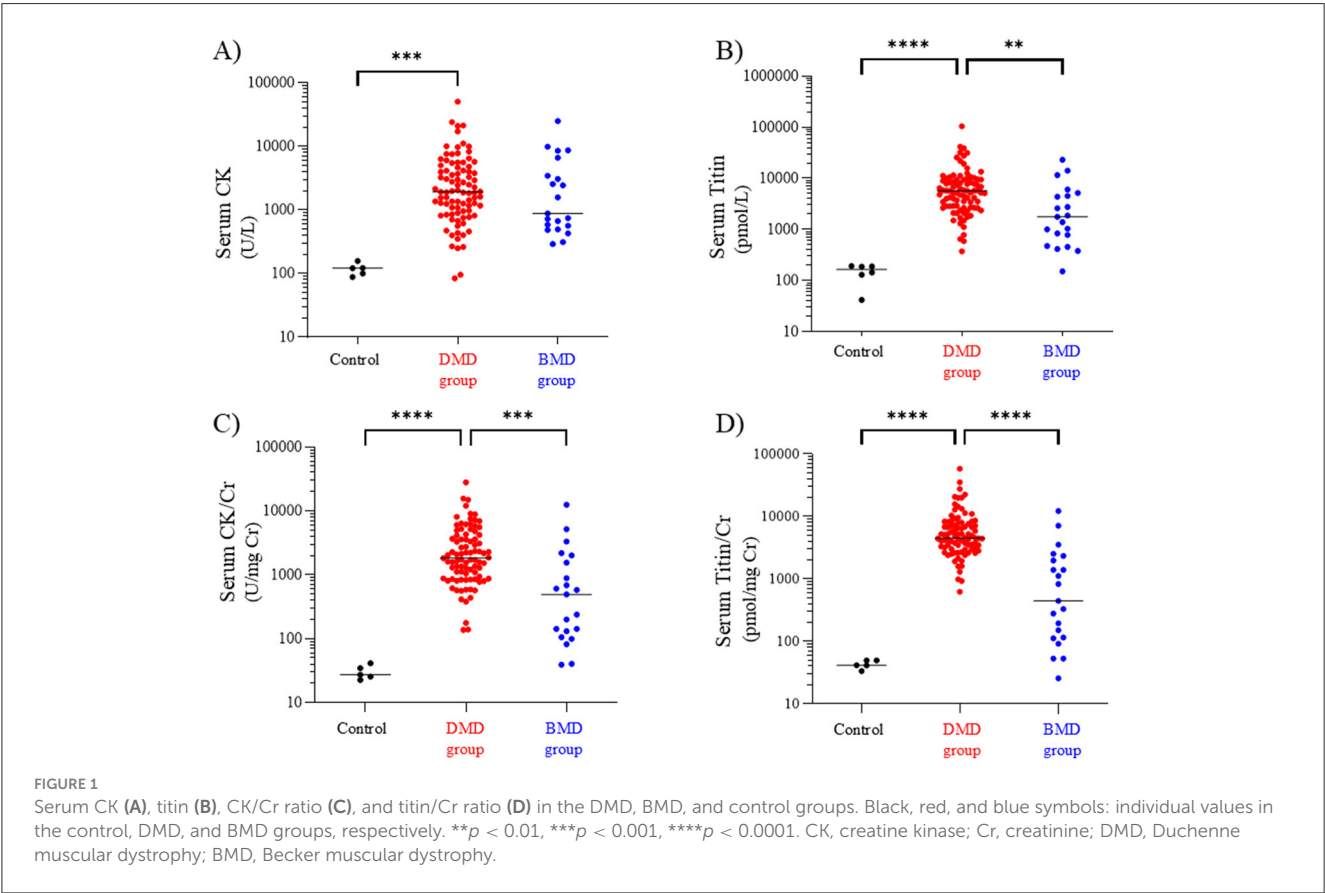 A)
***
100000
10000
1000
100
10
Serum CK
(U/L)
Control
DMD
group
BMD
group
B)
****
**
1000000
100000
10000
1000
100
10
Serum Titin
(pmol/L)
Control
DMD
group
BMD
group
C)
****
***
100000
10000
1000
100
10
Serum CK/Cr
(U/mg Cr)
Control
DMD
group
BMD
group
D)
****
****
100000
10000
1000
100
10
Serum Titin/Cr
(pmol/mg Cr)
Control
DMD
group
BMD
group
FIGURE 1
Serum CK (A), titin (B), CK/Cr ratio (C), and titin/Cr ratio (D) in the DMD, BMD, and control groups. Black, red, and blue symbols: individual values in
the control, DMD, and BMD groups, respectively. **p < 0.01, ***p < 0.001, ****p < 0.0001. CK, creatine kinase; Cr, creatinine; DMD, Duchenne
muscular dystrophy; BMD, Becker muscular dystrophy.